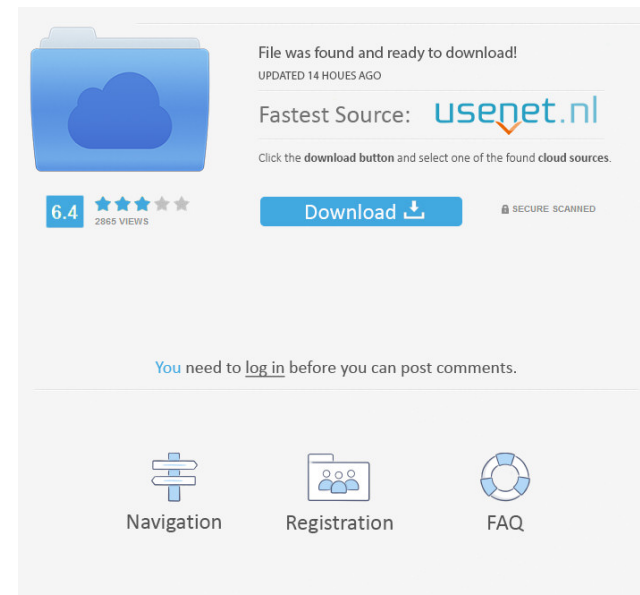 File was found and ready to download!
UPDATED 14 HOUES AGO
Fastest Source: usenet.nl
Click the download button and select one of the found cloud sources.
6.4
2865 VIEWS
Download
SECURE SCANNED
You need to log in before you can post comments.
Navigation
Registration
FAQ